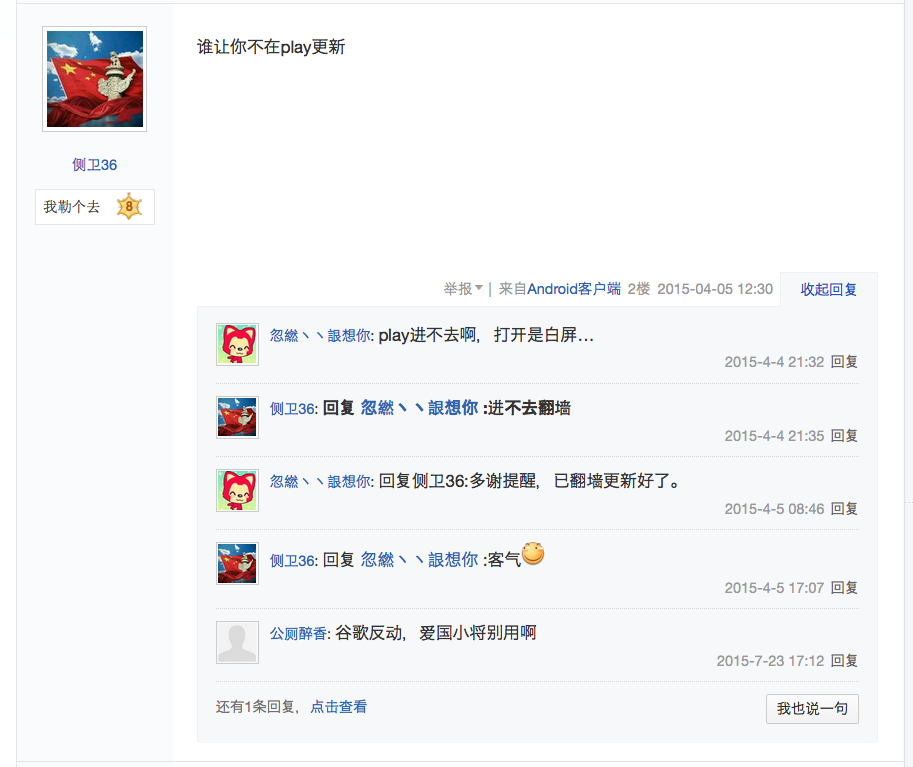 谁让你不在play更新
侧卫36
我勒个去 8
举报 | 来自Android客户端 2楼 2015-04-05 12:30 收起回复
忽繎丶丶詪想你: play进不去啊，打开是白屏…
2015-4-4 21:32 回复
侧卫36: 回复 忽繎丶丶詪想你 :进不去翻墙
2015-4-4 21:35 回复
忽繎丶丶詪想你: 回复侧卫36:多谢提醒，已翻墙更新好了。
2015-4-5 08:46 回复
侧卫36: 回复 忽繎丶丶詪想你 :客气
2015-4-5 17:07 回复
公厕醉香: 谷歌反动，爱国小将别用啊
2015-7-23 17:12 回复
还有1条回复，点击查看
我也说一句